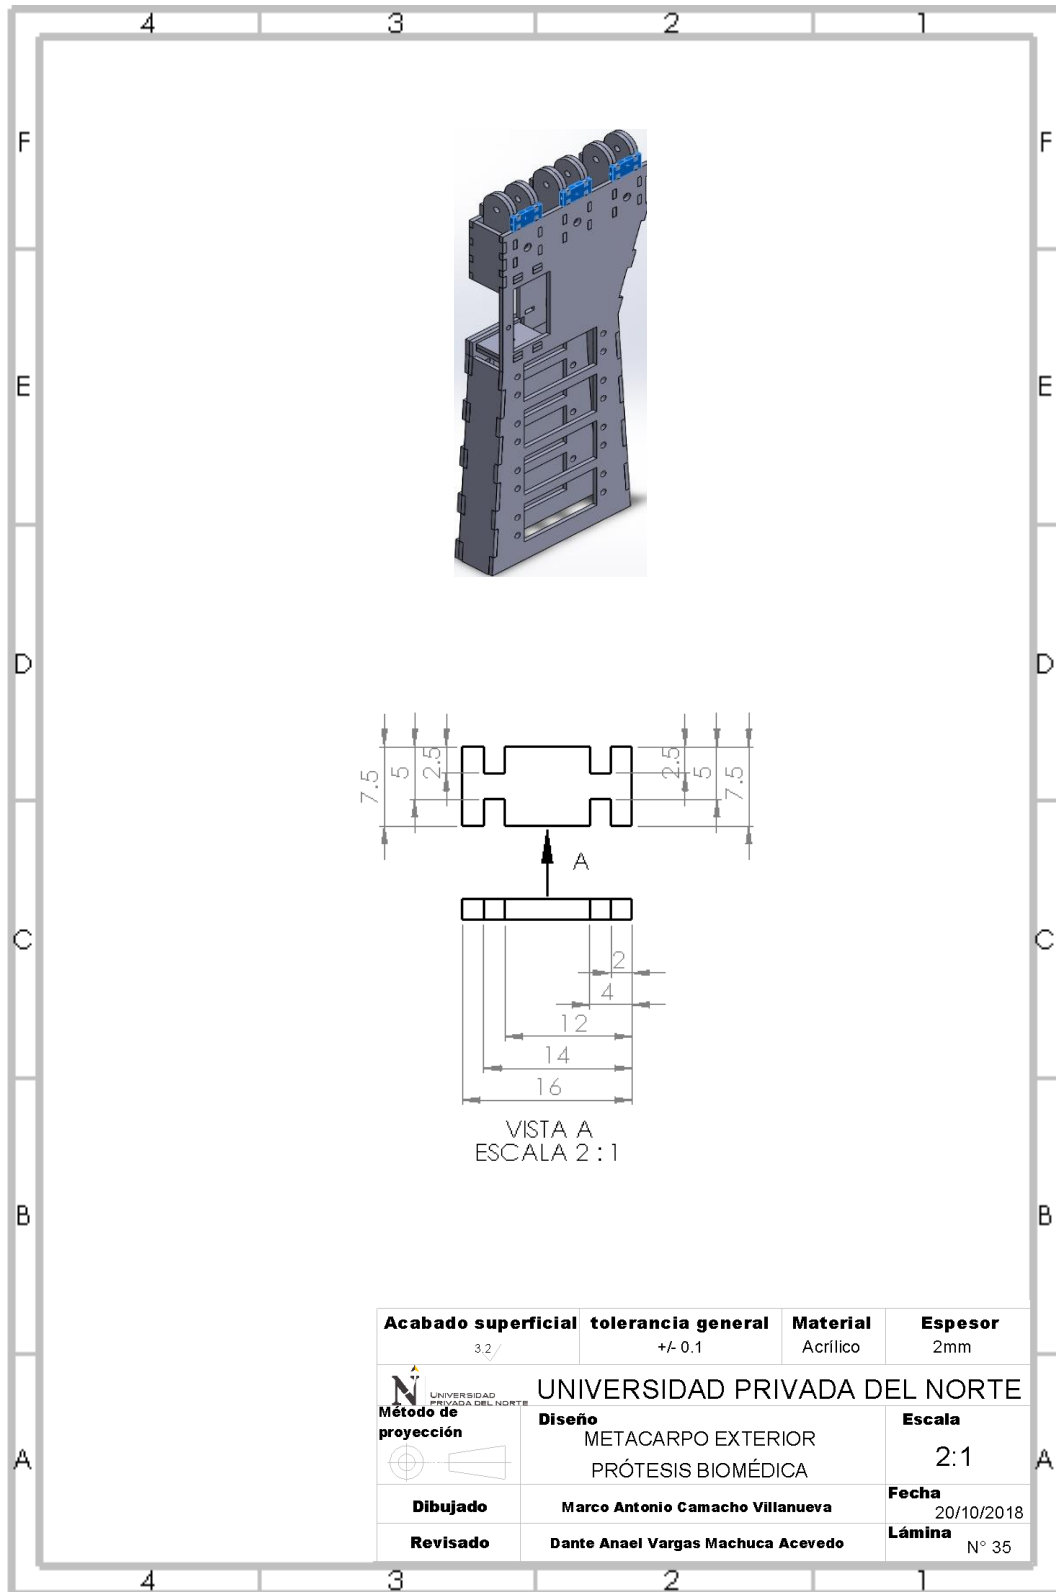 4 3 2 1
F F
E E
D D
C C
B B
A A
7.5 5 2.5 2.5 5 7.5
A
2
4
12
14
16
VISTA A
ESCALA 2 : 1
Acabado superficial tolerancia general Material Espesor
3.2 +/- 0.1 Acrílico 2mm
N UNIVERSIDAD PRIVADA DEL NORTE UNIVERSIDAD PRIVADA DEL NORTE
Método de proyección Diseño Escala
METACARPO EXTERIOR
PRÓTESIS BIOMÉDICA 2:1
Dibujado Marco Antonio Camacho Villanueva Fecha 20/10/2018
Revisado Dante Anael Vargas Machuca Acevedo Lámina N° 35
4 3 2 1